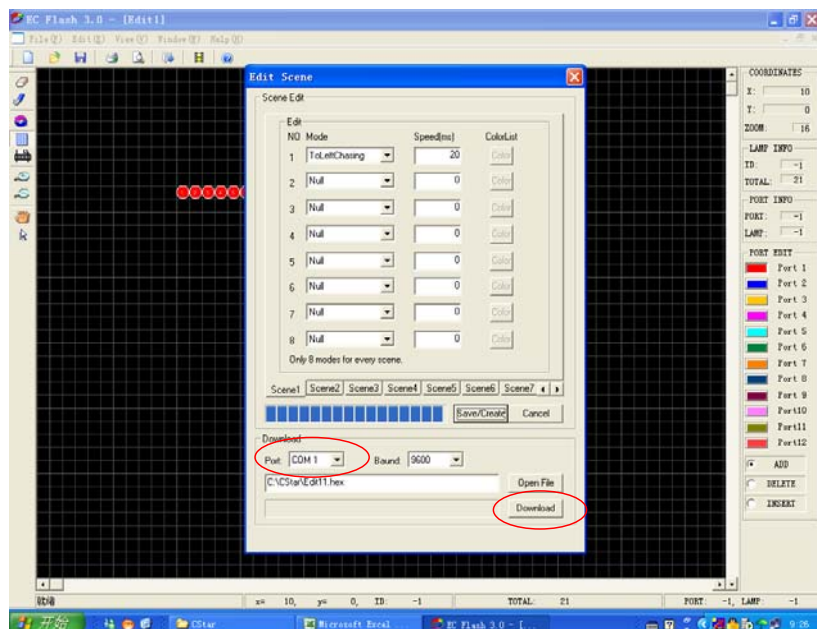 EC Flash 3.0 - [Edit1]
File(F) Edit(E) View(V) Window(W) Help(H)
Edit Scene
Scene Edit
Edit
NO Mode Speed(ms) ColorList
1 ToLeftChasing 20 Color
2 Null 0 Color
3 Null 0 Color
4 Null 0 Color
5 Null 0 Color
6 Null 0 Color
7 Null 0 Color
8 Null 0 Color
Only 8 modes for every scene.
Scene1 Scene2 Scene3 Scene4 Scene5 Scene6 Scene7
Save/Create Cancel
Download
Port: COM 1 Baund: 9600
C:\CStar\Edit11.hex Open File
Download
COORDINATES
X: 10
Y: 0
ZOOM: 16
LAMP INFO
ID: -1
TOTAL: 21
PORT INFO
PORT: -1
LAMP: -1
PORT EDIT
Port 1
Port 2
Port 3
Port 4
Port 5
Port 6
Port 7
Port 8
Port 9
Port10
Port11
Port12
ADD
DELETE
INSERT
就绪 x= 10, y= 0, ID: -1 TOTAL: 21 PORT: -1, LAMP: -1
开始 CStar Microsoft Excel ... EC Flash 3.0 - [... 9:26